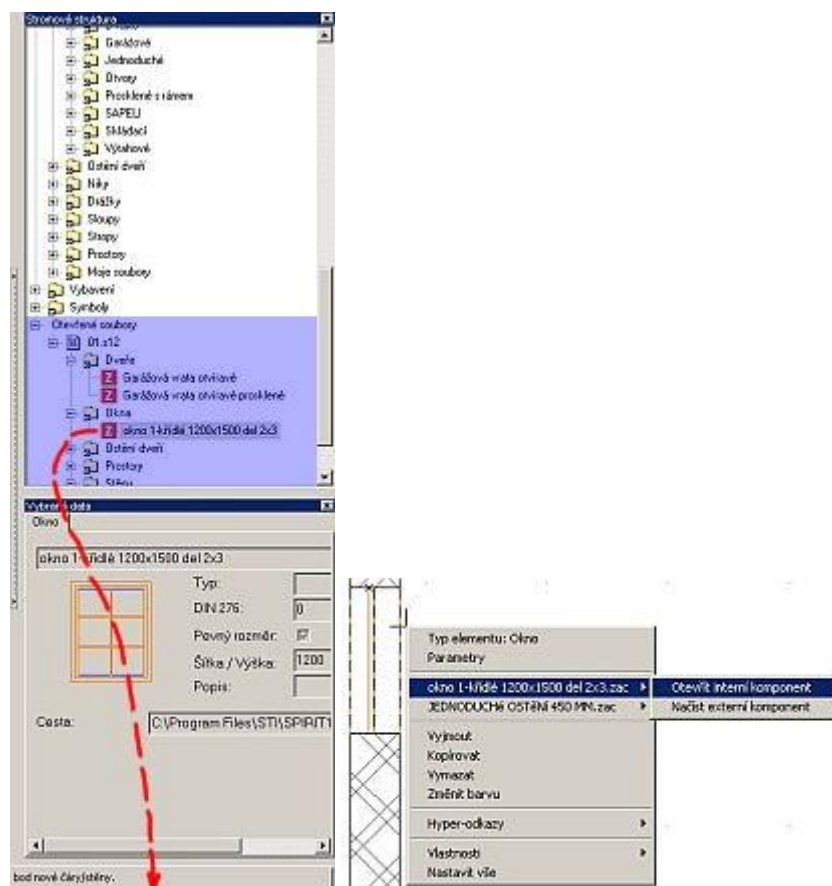 Stromová struktura
Garážové
Jednoduché
Otvory
Prosklené s rámem
SAPELI
Skládací
Výtahové
Ostění dveří
Niky
Drážky
Sloupy
Stropy
Prostory
Moje soubory
Vybavení
Symboly
Otevřené soubory
01.s12
Dveře
Garážová vrata otvíravé
Garážová vrata otvíravé prosklené
Okna
okno 1-křídlé 1200x1500 del 2x3
Ostění dveří
Prostory
Stěny
Vybraná data
Okno
okno 1-křídlé 1200x1500 del 2x3
Typ:
DIN 276: 0
Pevný rozměr:
Šířka / Výška: 1200
Popis:
Cesta: C:\Program Files\STI\SPIRIT1
bod nové čáry/stěny.
Typ elementu: Okno
Parametry
okno 1-křídlé 1200x1500 del 2x3.zac
Otevřít interní komponent
JEDNODUCHé OSTěNí 450 MM.zac
Načíst externí komponent
Vyjmout
Kopírovat
Vymazat
Změnit barvu
Hyper-odkazy
Vlastnosti
Nastavit vše